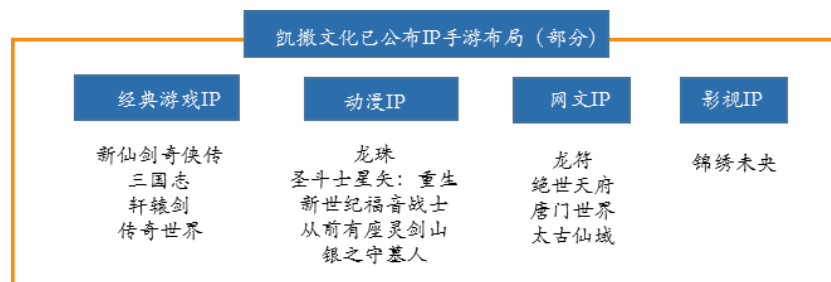 凯撒文化已公布IP手游布局（部分）
经典游戏IP
新仙剑奇侠传
三国志
轩辕剑
传奇世界
动漫IP
龙珠
圣斗士星矢：重生
新世纪福音战士
从前有座灵剑山
银之守墓人
网文IP
龙符
绝世天府
唐门世界
太古仙域
影视IP
锦绣未央